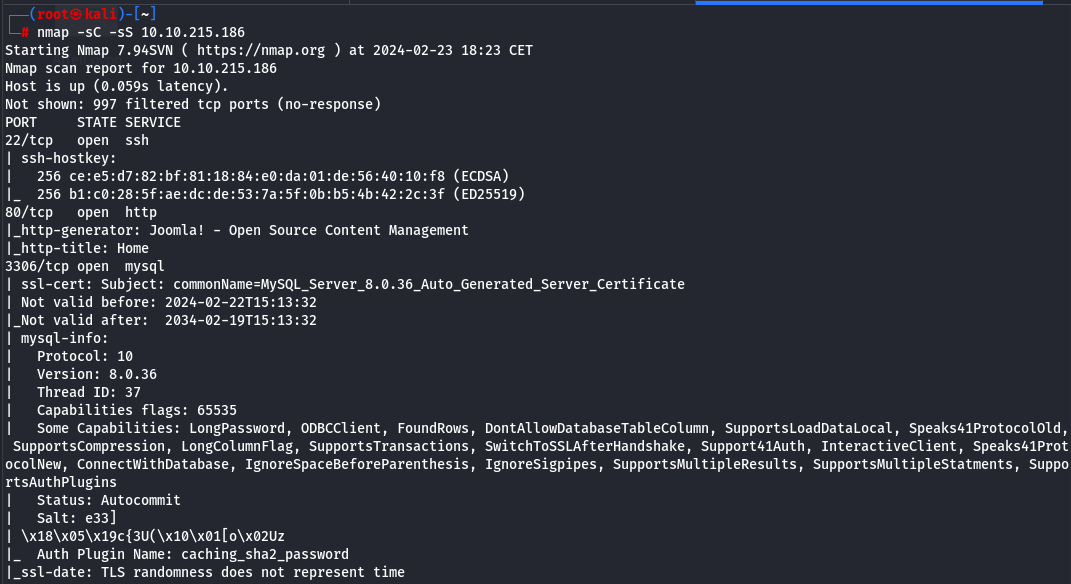 ┌──(root㉿kali)-[~]
└─# nmap -sC -sS 10.10.215.186
Starting Nmap 7.94SVN ( https://nmap.org ) at 2024-02-23 18:23 CET
Nmap scan report for 10.10.215.186
Host is up (0.059s latency).
Not shown: 997 filtered tcp ports (no-response)
PORT     STATE SERVICE
22/tcp   open  ssh
| ssh-hostkey:
|   256 ce:e5:d7:82:bf:81:18:84:e0:da:01:de:56:40:10:f8 (ECDSA)
|_  256 b1:c0:28:5f:ae:dc:de:53:7a:5f:0b:b5:4b:42:2c:3f (ED25519)
80/tcp   open  http
|_http-generator: Joomla! - Open Source Content Management
|_http-title: Home
3306/tcp open  mysql
| ssl-cert: Subject: commonName=MySQL_Server_8.0.36_Auto_Generated_Server_Certificate
| Not valid before: 2024-02-22T15:13:32
|_Not valid after:  2034-02-19T15:13:32
| mysql-info:
|   Protocol: 10
|   Version: 8.0.36
|   Thread ID: 37
|   Capabilities flags: 65535
|   Some Capabilities: LongPassword, ODBCClient, FoundRows, DontAllowDatabaseTableColumn, SupportsLoadDataLocal, Speaks41ProtocolOld,
 SupportsCompression, LongColumnFlag, SupportsTransactions, SwitchToSSLAfterHandshake, Support41Auth, InteractiveClient, Speaks41Prot
ocolNew, ConnectWithDatabase, IgnoreSpaceBeforeParenthesis, IgnoreSigpipes, SupportsMultipleResults, SupportsMultipleStatments, Suppo
rtsAuthPlugins
|   Status: Autocommit
|   Salt: e33]
| \x18\x05\x19c{3U(\x10\x01[o\x02Uz
|_  Auth Plugin Name: caching_sha2_password
|_ssl-date: TLS randomness does not represent time